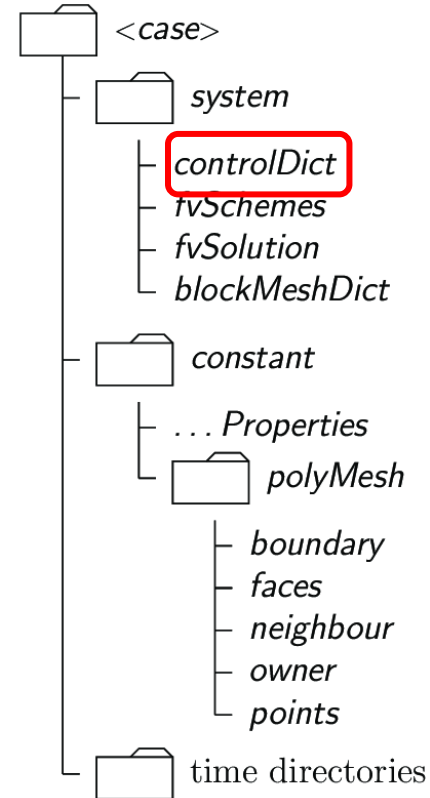 <case>
system
controlDict
fvSchemes
fvSolution
blockMeshDict
constant
...Properties
polyMesh
boundary
faces
neighbour
owner
points
time directories